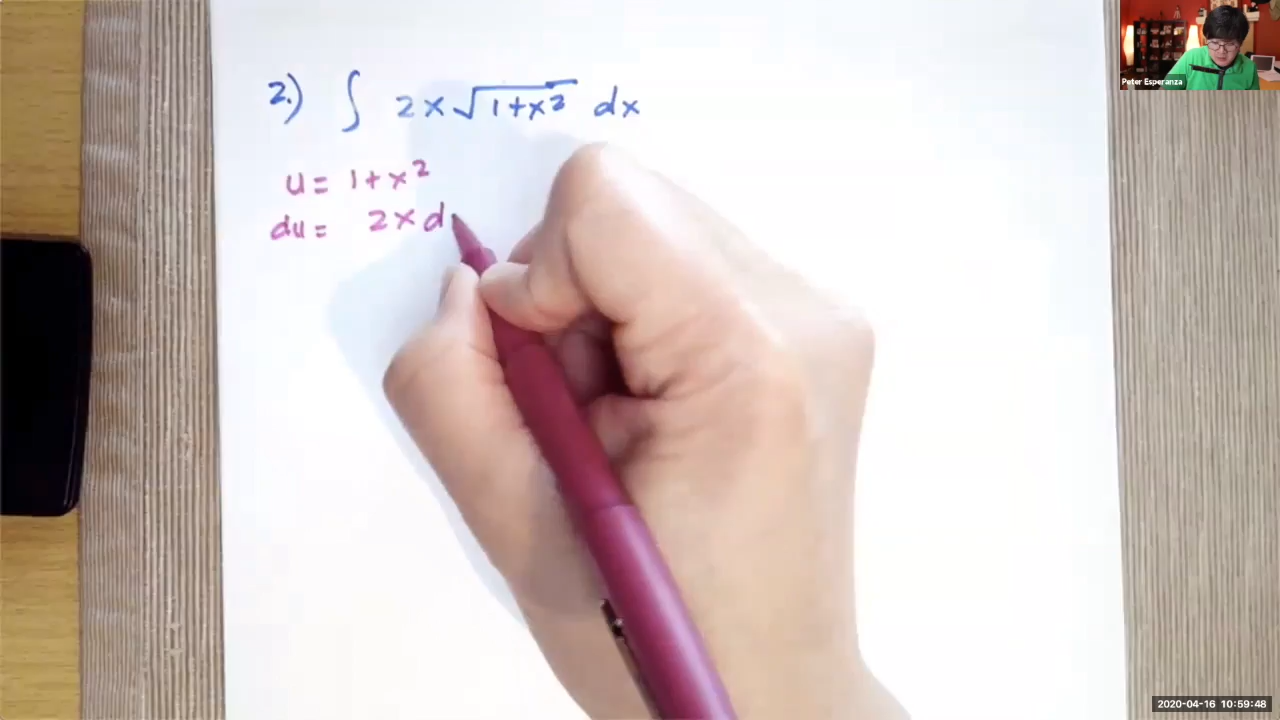 Peter Esperanza
2.) ∫ 2x√(1+x²) dx
u = 1+x²
du = 2x d
2020-04-16 10:59:48